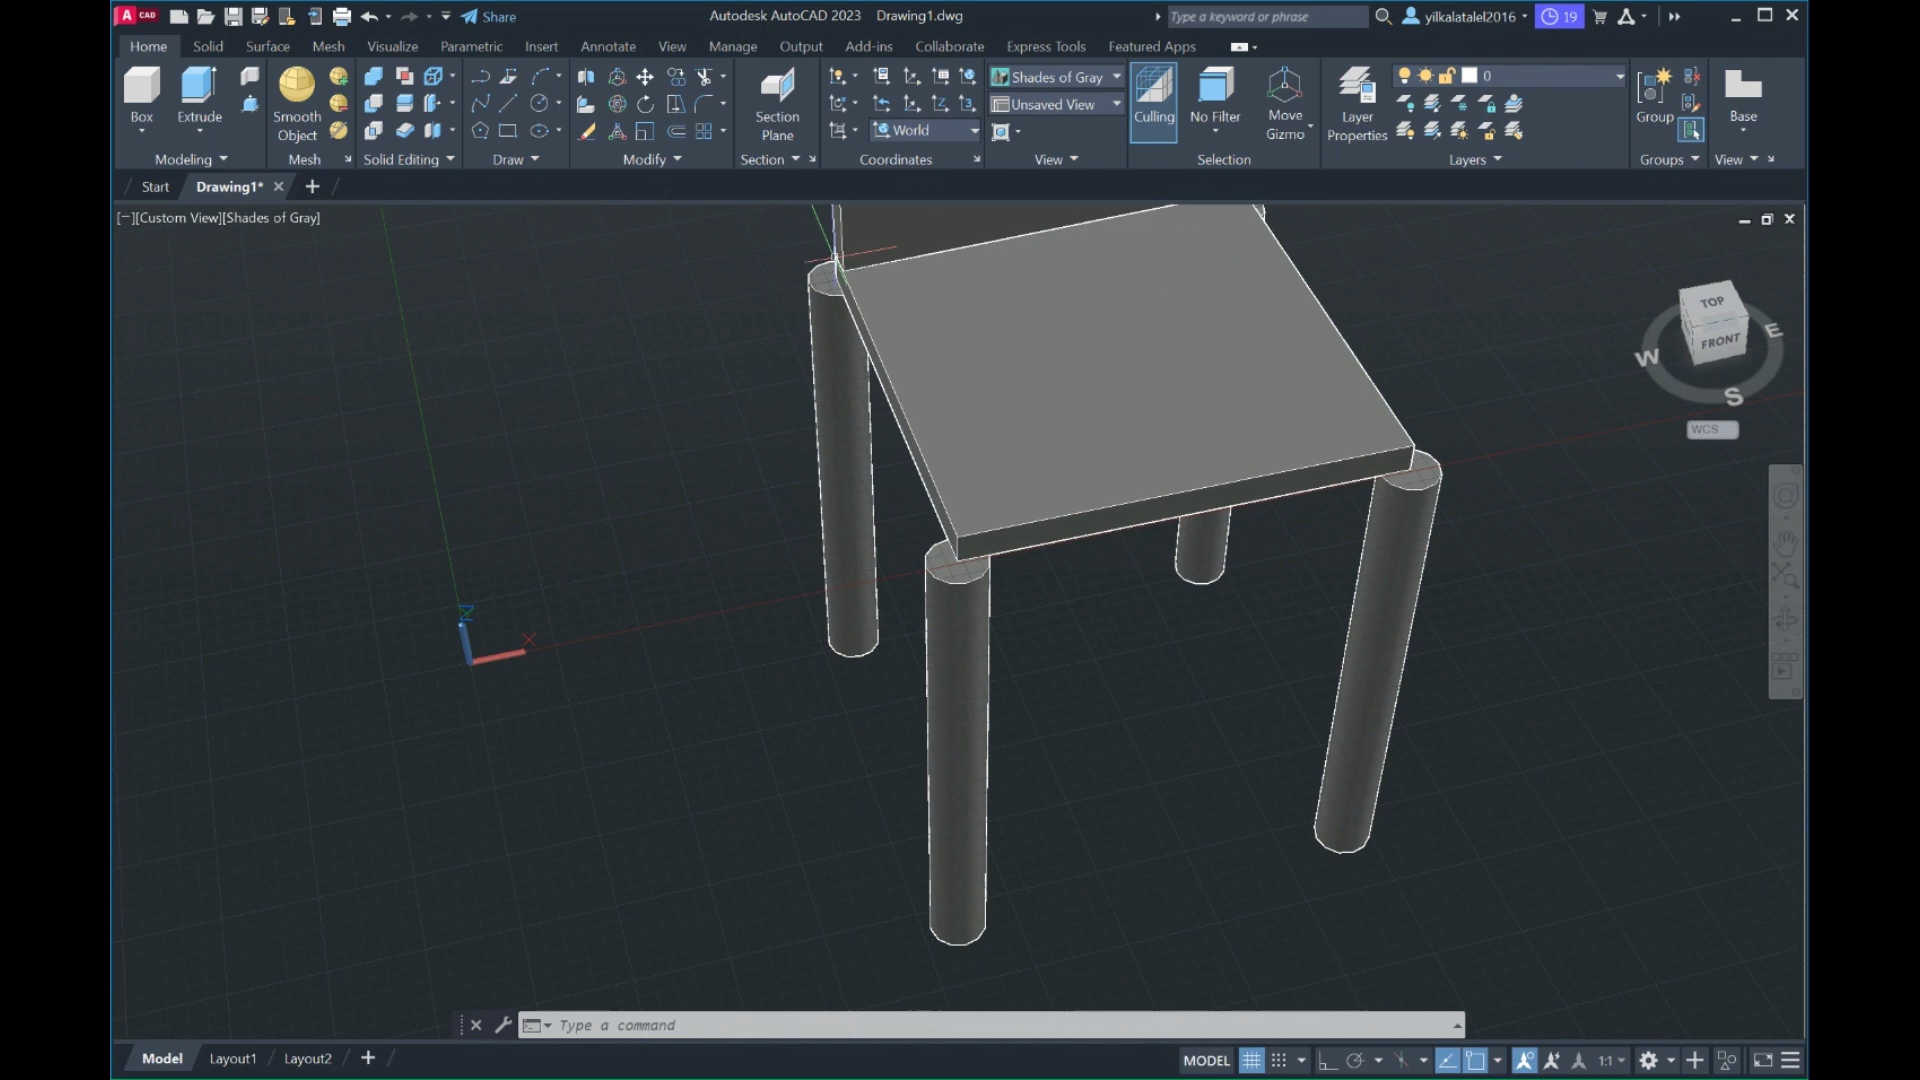 A CAD
Share
Autodesk AutoCAD 2023 Drawing1.dwg
Type a keyword or phrase
yilkalatalel2016
19
Home Solid Surface Mesh Visualize Parametric Insert Annotate View Manage Output Add-ins Collaborate Express Tools Featured Apps
Box
Extrude
Smooth
Object
Section
Plane
World
Shades of Gray
Unsaved View
Culling
No Filter
Move
Gizmo
Layer
Properties
0
Group
Base
Modeling
Mesh
Solid Editing
Draw
Modify
Section
Coordinates
View
Selection
Layers
Groups
View
Start
Drawing1*
[−][Custom View][Shades of Gray]
TOP
FRONT
W
E
S
WCS
X
Type a command
Model
Layout1
Layout2
MODEL
1:1